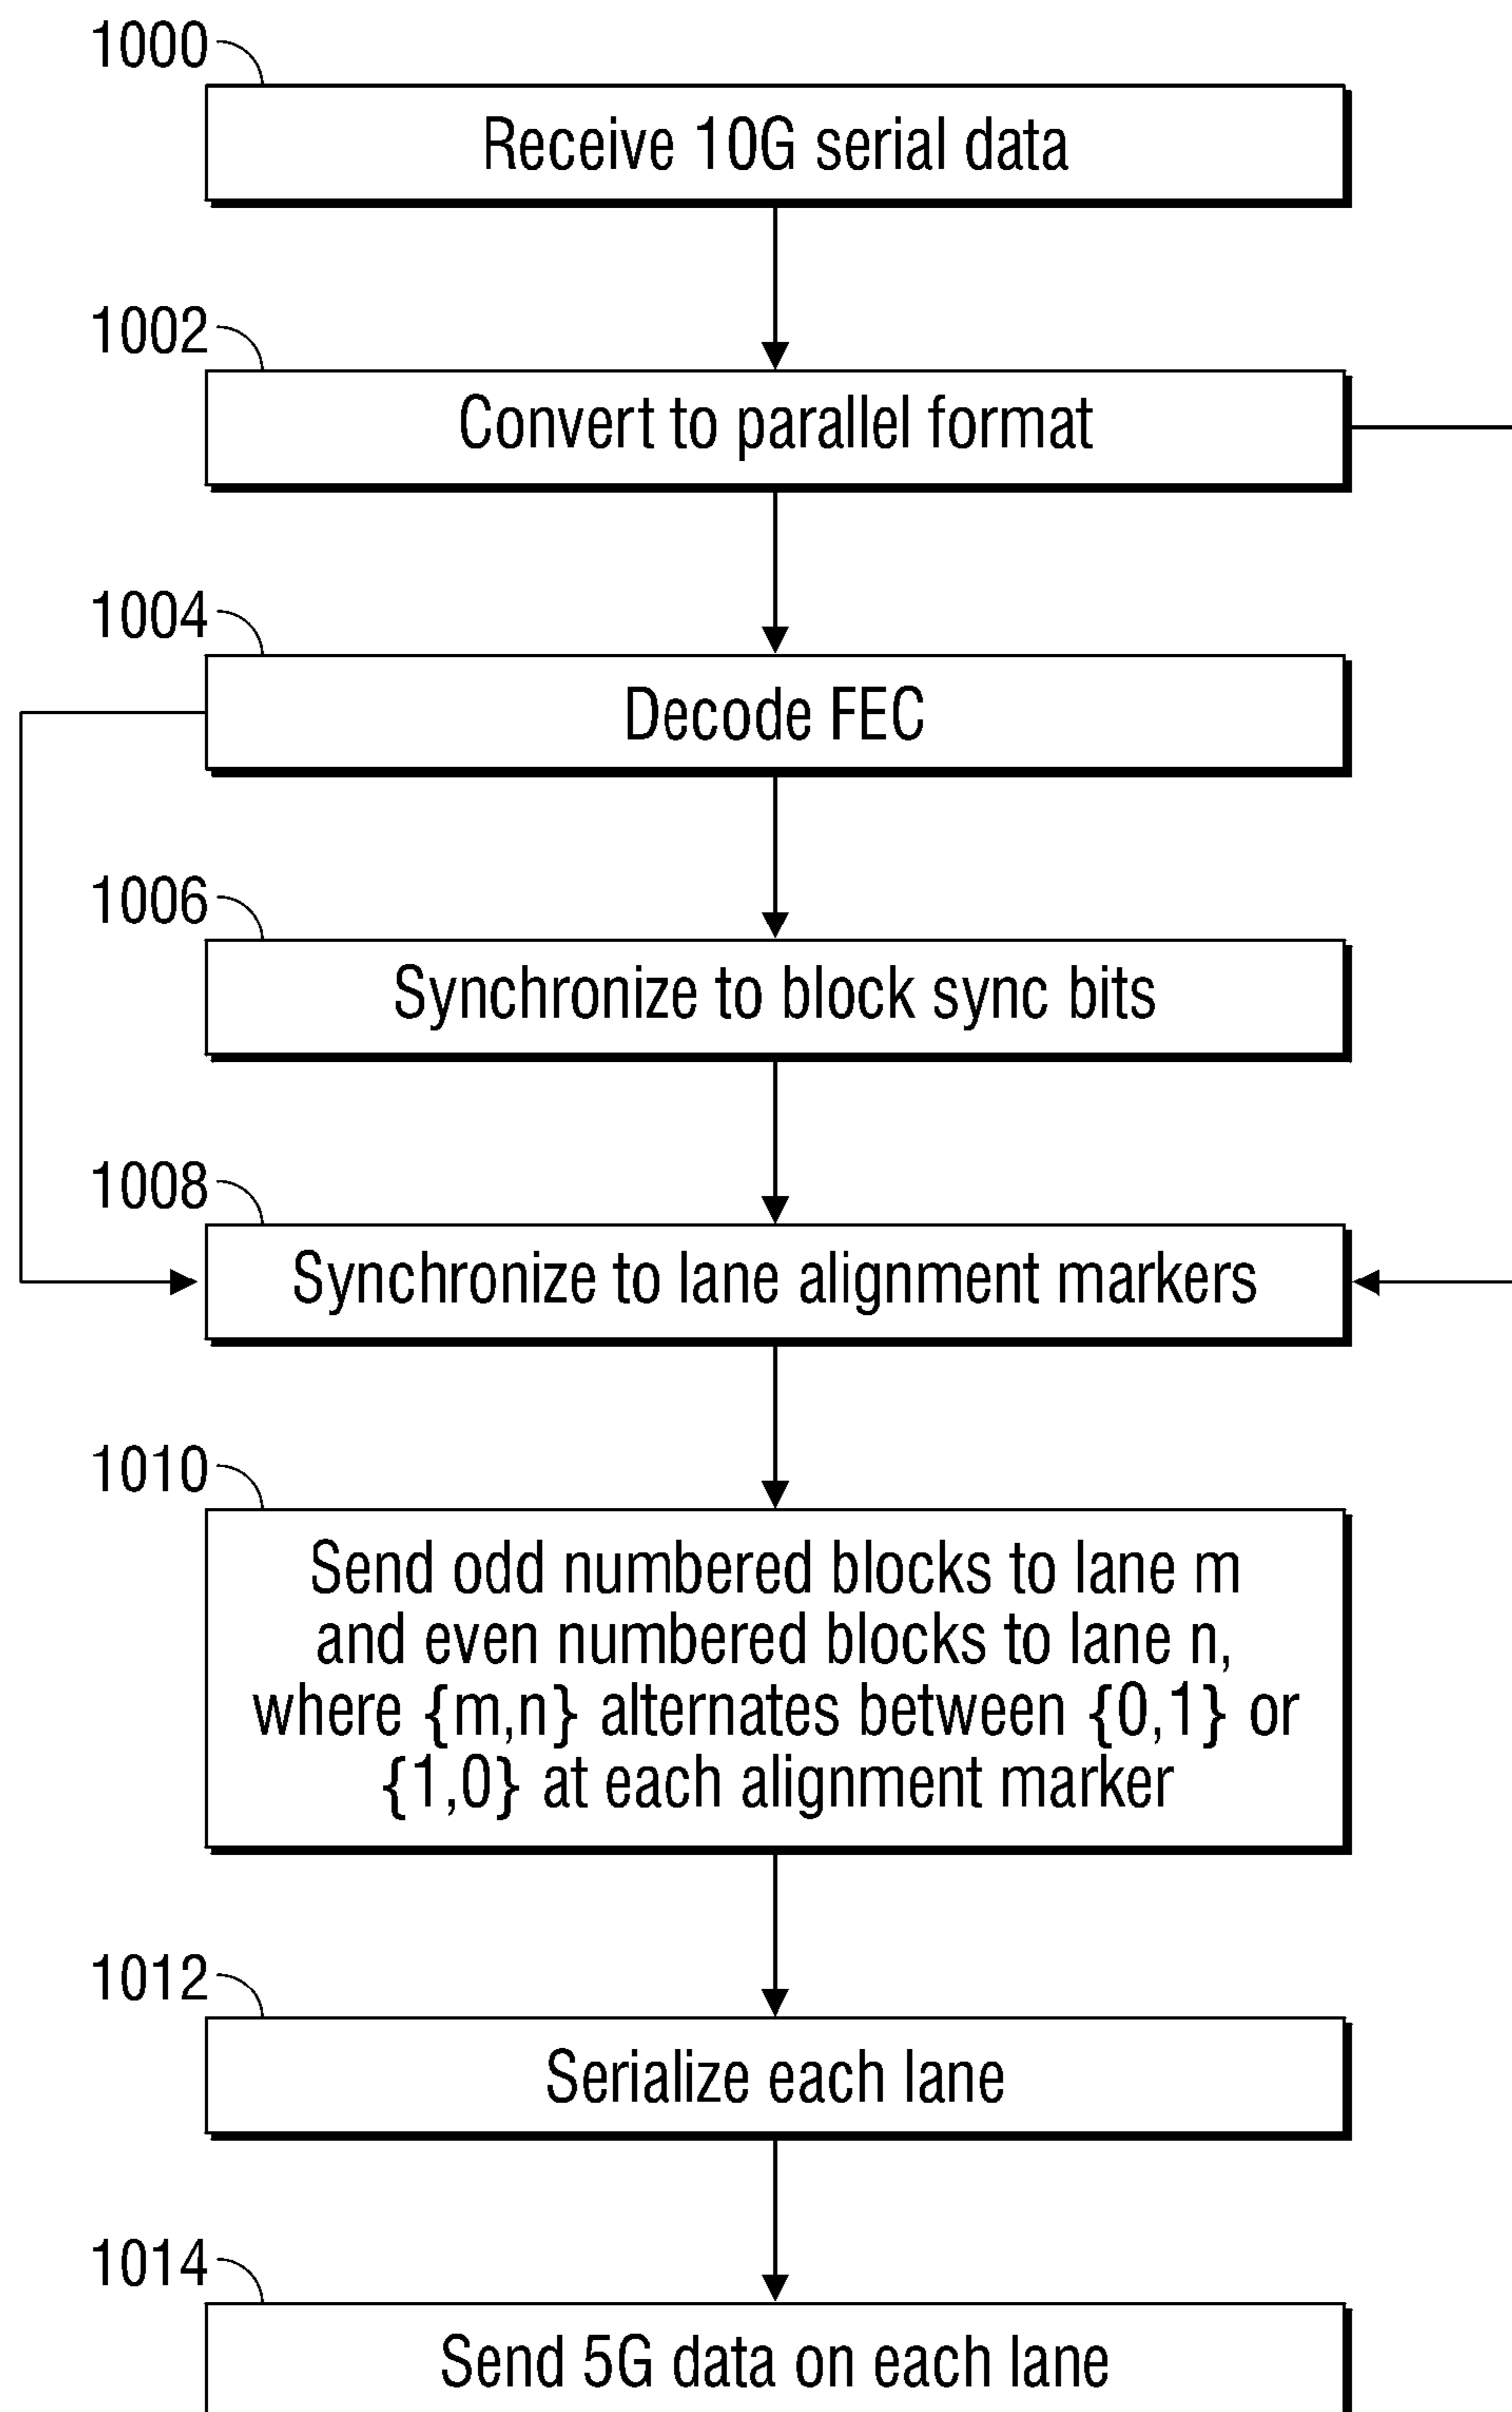 1000
Receive 10G serial data
1002
Convert to parallel format
1004
Decode FEC
1006
Synchronize to block sync bits
1008
Synchronize to lane alignment markers
1010
Send odd numbered blocks to lane m
and even numbered blocks to lane n,
where {m,n} alternates between {0,1} or
{1,0} at each alignment marker
1012
Serialize each lane
1014
Send 5G data on each lane